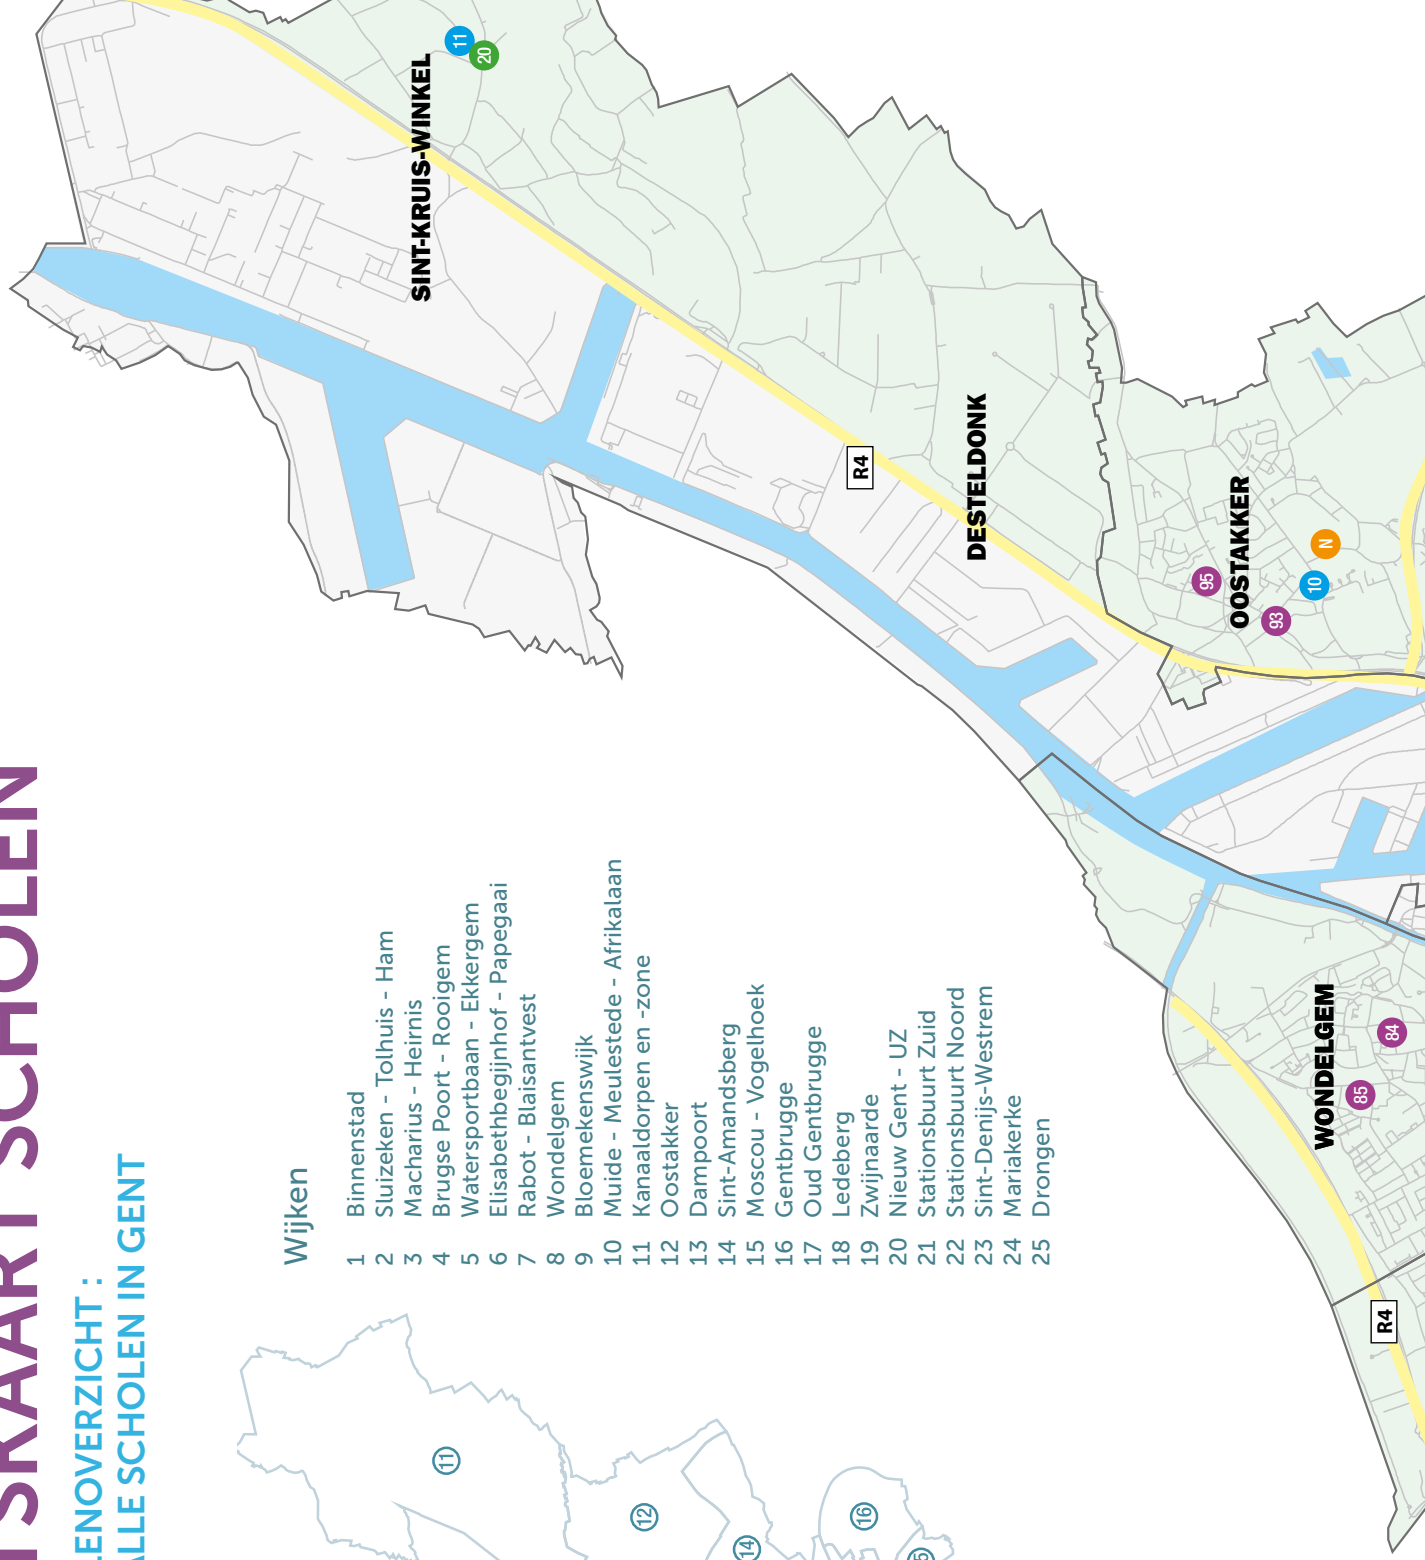 SCHOLEN
ALLE SCHOLEN IN GENT
Wijken
1 Binnenstad
2 Sluizeken - Tolhuis - Ham
3 Macharius - Heirnis
4 Brugse Poort - Rooigem
5 Watersportbaan - Ekkergem
6 Elisabethbegijnhof - Papegaai
7 Rabot - Blaisantvest
8 Wondelgem
9 Bloemekenswijk
10 Muide - Meulestede - Afrikalaan
11 Kanaaldorpen en -zone
12 Oostakker
13 Dampoort
14 Sint-Amandsberg
15 Moscou - Vogelhoek
16 Gentbrugge
17 Oud Gentbrugge
18 Ledeberg
19 Zwijnaarde
20 Nieuw Gent - UZ
21 Stationsbuurt Zuid
22 Stationsbuurt Noord
23 Sint-Denijs-Westrem
24 Mariakerke
25 Drongen
11
12
14
16
SINT-KRUIS-WINKEL
11
20
R4
DESTELDONK
OOSTAKKER
95
93
10
N
WONDELGEM
84
85
R4